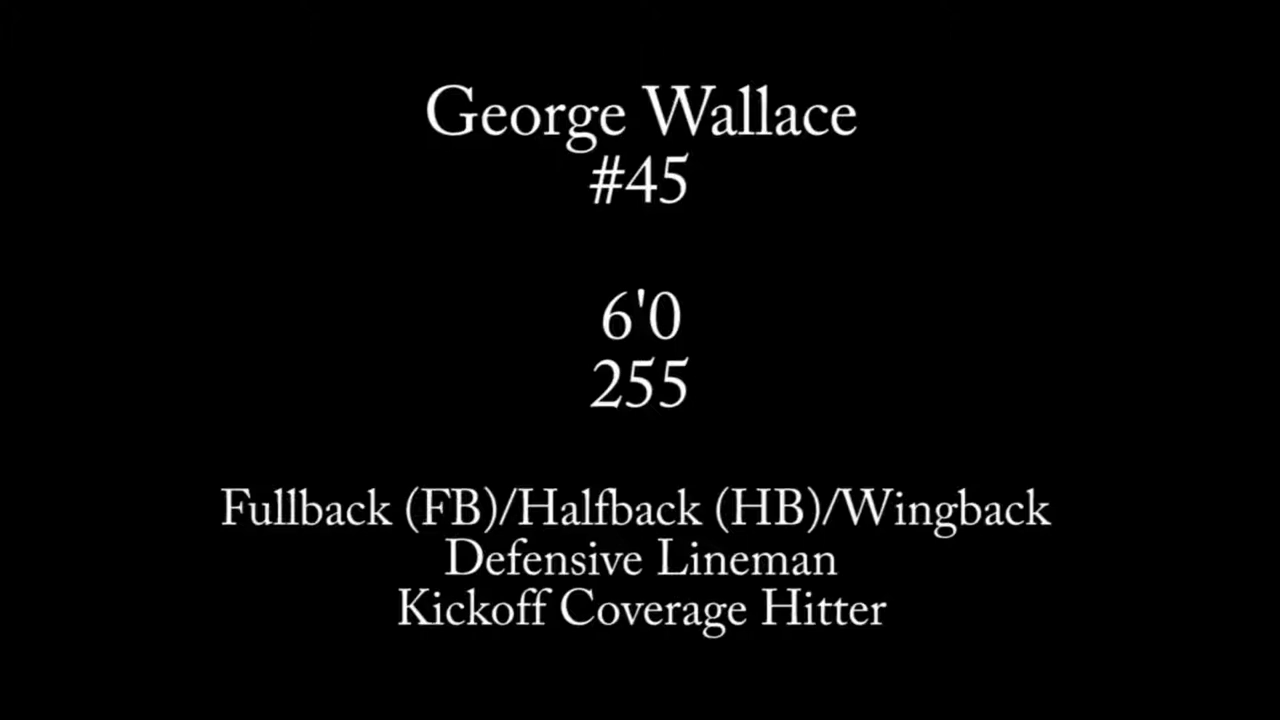 George Wallace
#45
6'0
255
Fullback (FB)/Halfback (HB)/Wingback
Defensive Lineman
Kickoff Coverage Hitter